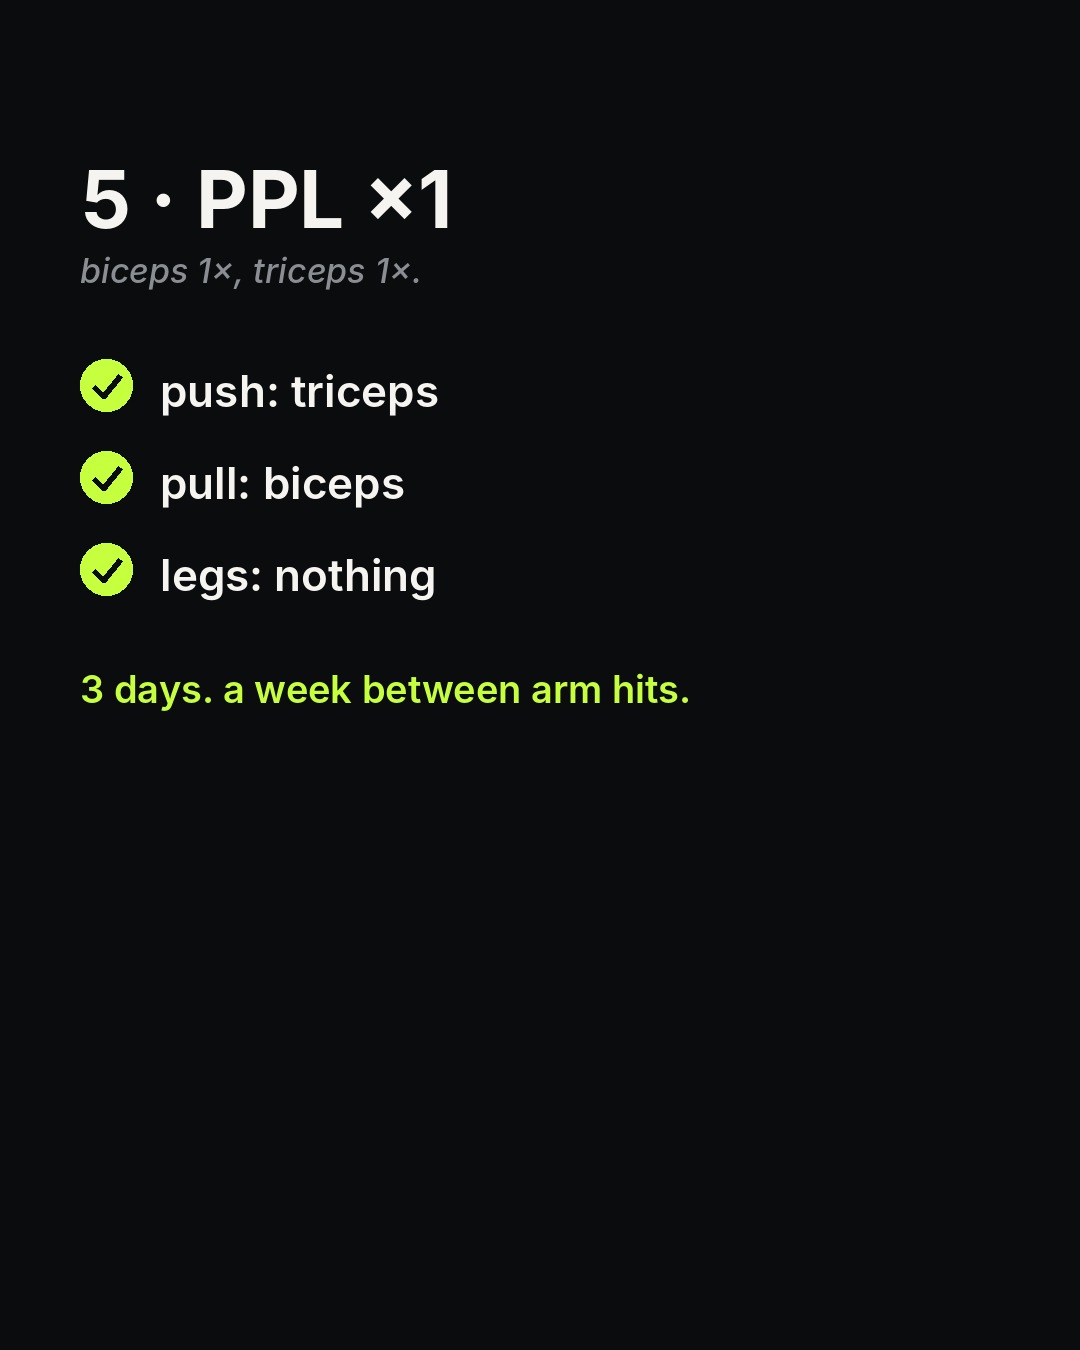 5 · PPL ×1
biceps 1×, triceps 1×.
push: triceps
pull: biceps
legs: nothing
3 days. a week between arm hits.